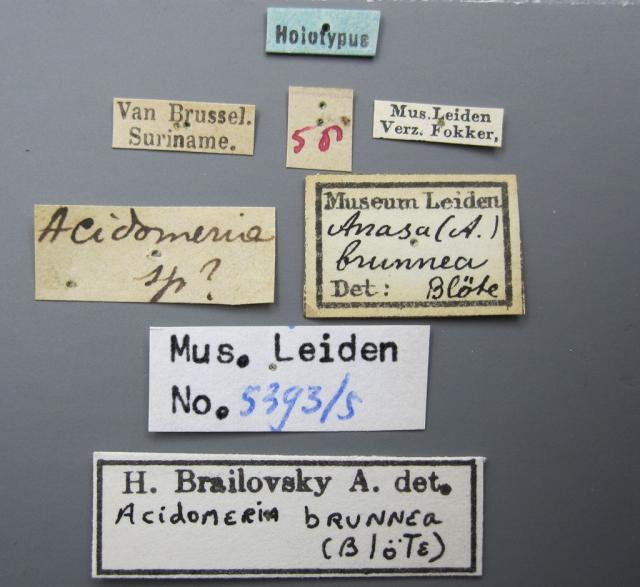 Holotypus
Van Brussel.
Suriname.
58
Mus. Leiden
Verz. Fokker,
Acidomeria
sp?
Museum Leiden
Anasa (A.)
brunnea
Det: Blöte
Mus. Leiden
No. 5393/5
H. Brailovsky A. det.
Acidomeria brunnea
(Blöte)